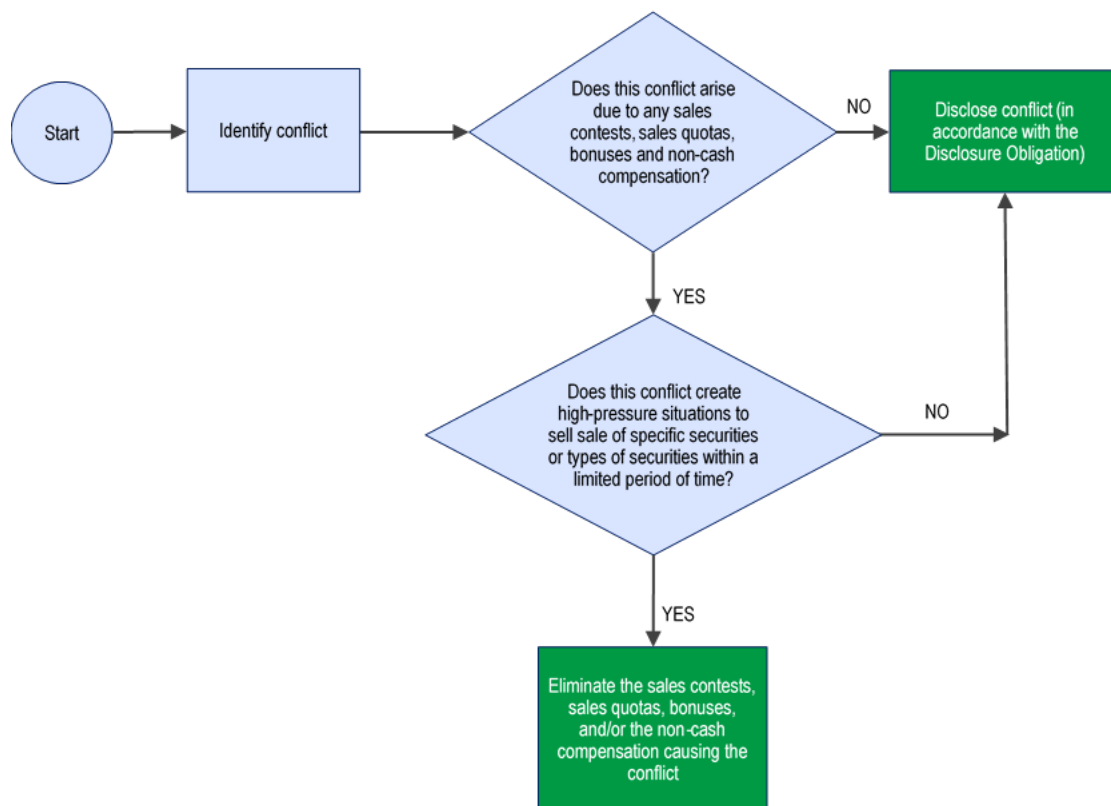 Start
Identify conflict
Does this conflict arise
due to any sales
contests, sales quotas,
bonuses and non-cash
compensation?
NO
Disclose conflict (in
accordance with the
Disclosure Obligation)
YES
Does this conflict create
high-pressure situations to
sell sale of specific securities
or types of securities within a
limited period of time?
NO
YES
Eliminate the sales contests,
sales quotas, bonuses,
and/or the non-cash
compensation causing the
conflict